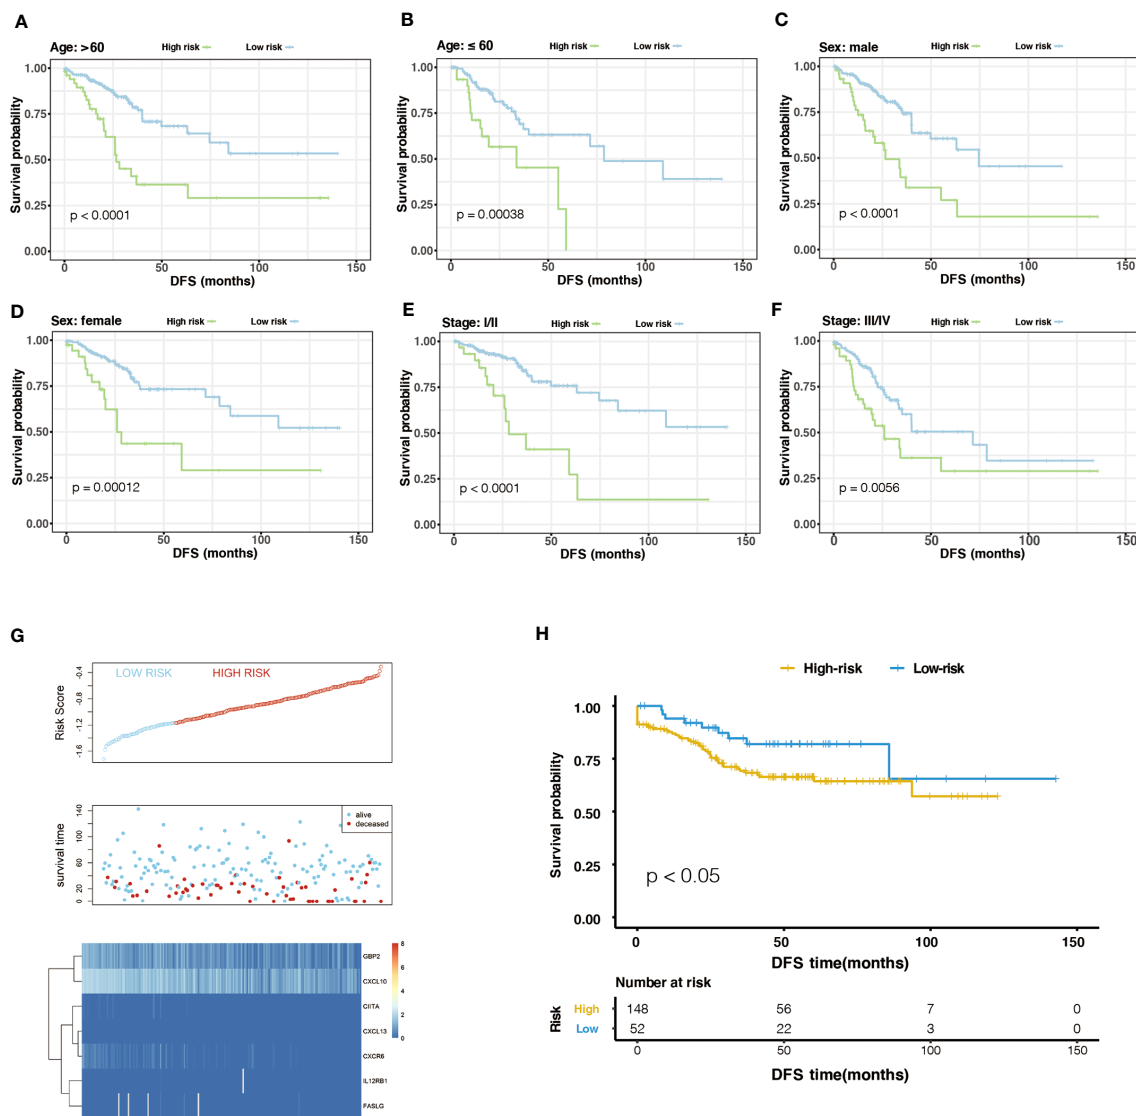 A
Age: >60
High risk
Low risk
Survival probability
1.00
0.75
0.50
0.25
0.00
p < 0.0001
0
50
100
150
DFS (months)
B
Age: ≤ 60
High risk
Low risk
Survival probability
1.00
0.75
0.50
0.25
0.00
p = 0.00038
0
50
100
150
DFS (months)
C
Sex: male
High risk
Low risk
Survival probability
1.00
0.75
0.50
0.25
0.00
p <0.0001
0
50
100
150
DFS (months)
D
Sex: female
High risk
Low risk
Survival probability
1.00
0.75
0.50
0.25
0.00
p = 0.00012
0
50
100
150
DFS (months)
E
Stage: I/II
High risk
Low risk
Survival probability
1.00
0.75
0.50
0.25
0.00
p < 0.0001
0
50
100
150
DFS (months)
F
Stage: III/IV
High risk
Low risk
Survival probability
1.00
0.75
0.50
0.25
0.00
p = 0.0056
0
50
100
150
DFS (months)
G
LOW RISK
HIGH RISK
Risk Score
-0.4
-0.8
-1.2
-1.6
survival time
140
100
60
20
0
alive
deceased
GBP2
CXCL10
CIITA
CXCL13
CXCR6
IL12RB1
FASLG
8
6
4
2
0
H
High-risk
Low-risk
Survival probability
1.00
0.75
0.50
0.25
0.00
p < 0.05
0
50
100
150
DFS time(months)
Number at risk
Risk
High
148
56
7
0
Low
52
22
3
0
0
50
100
150
DFS time(months)